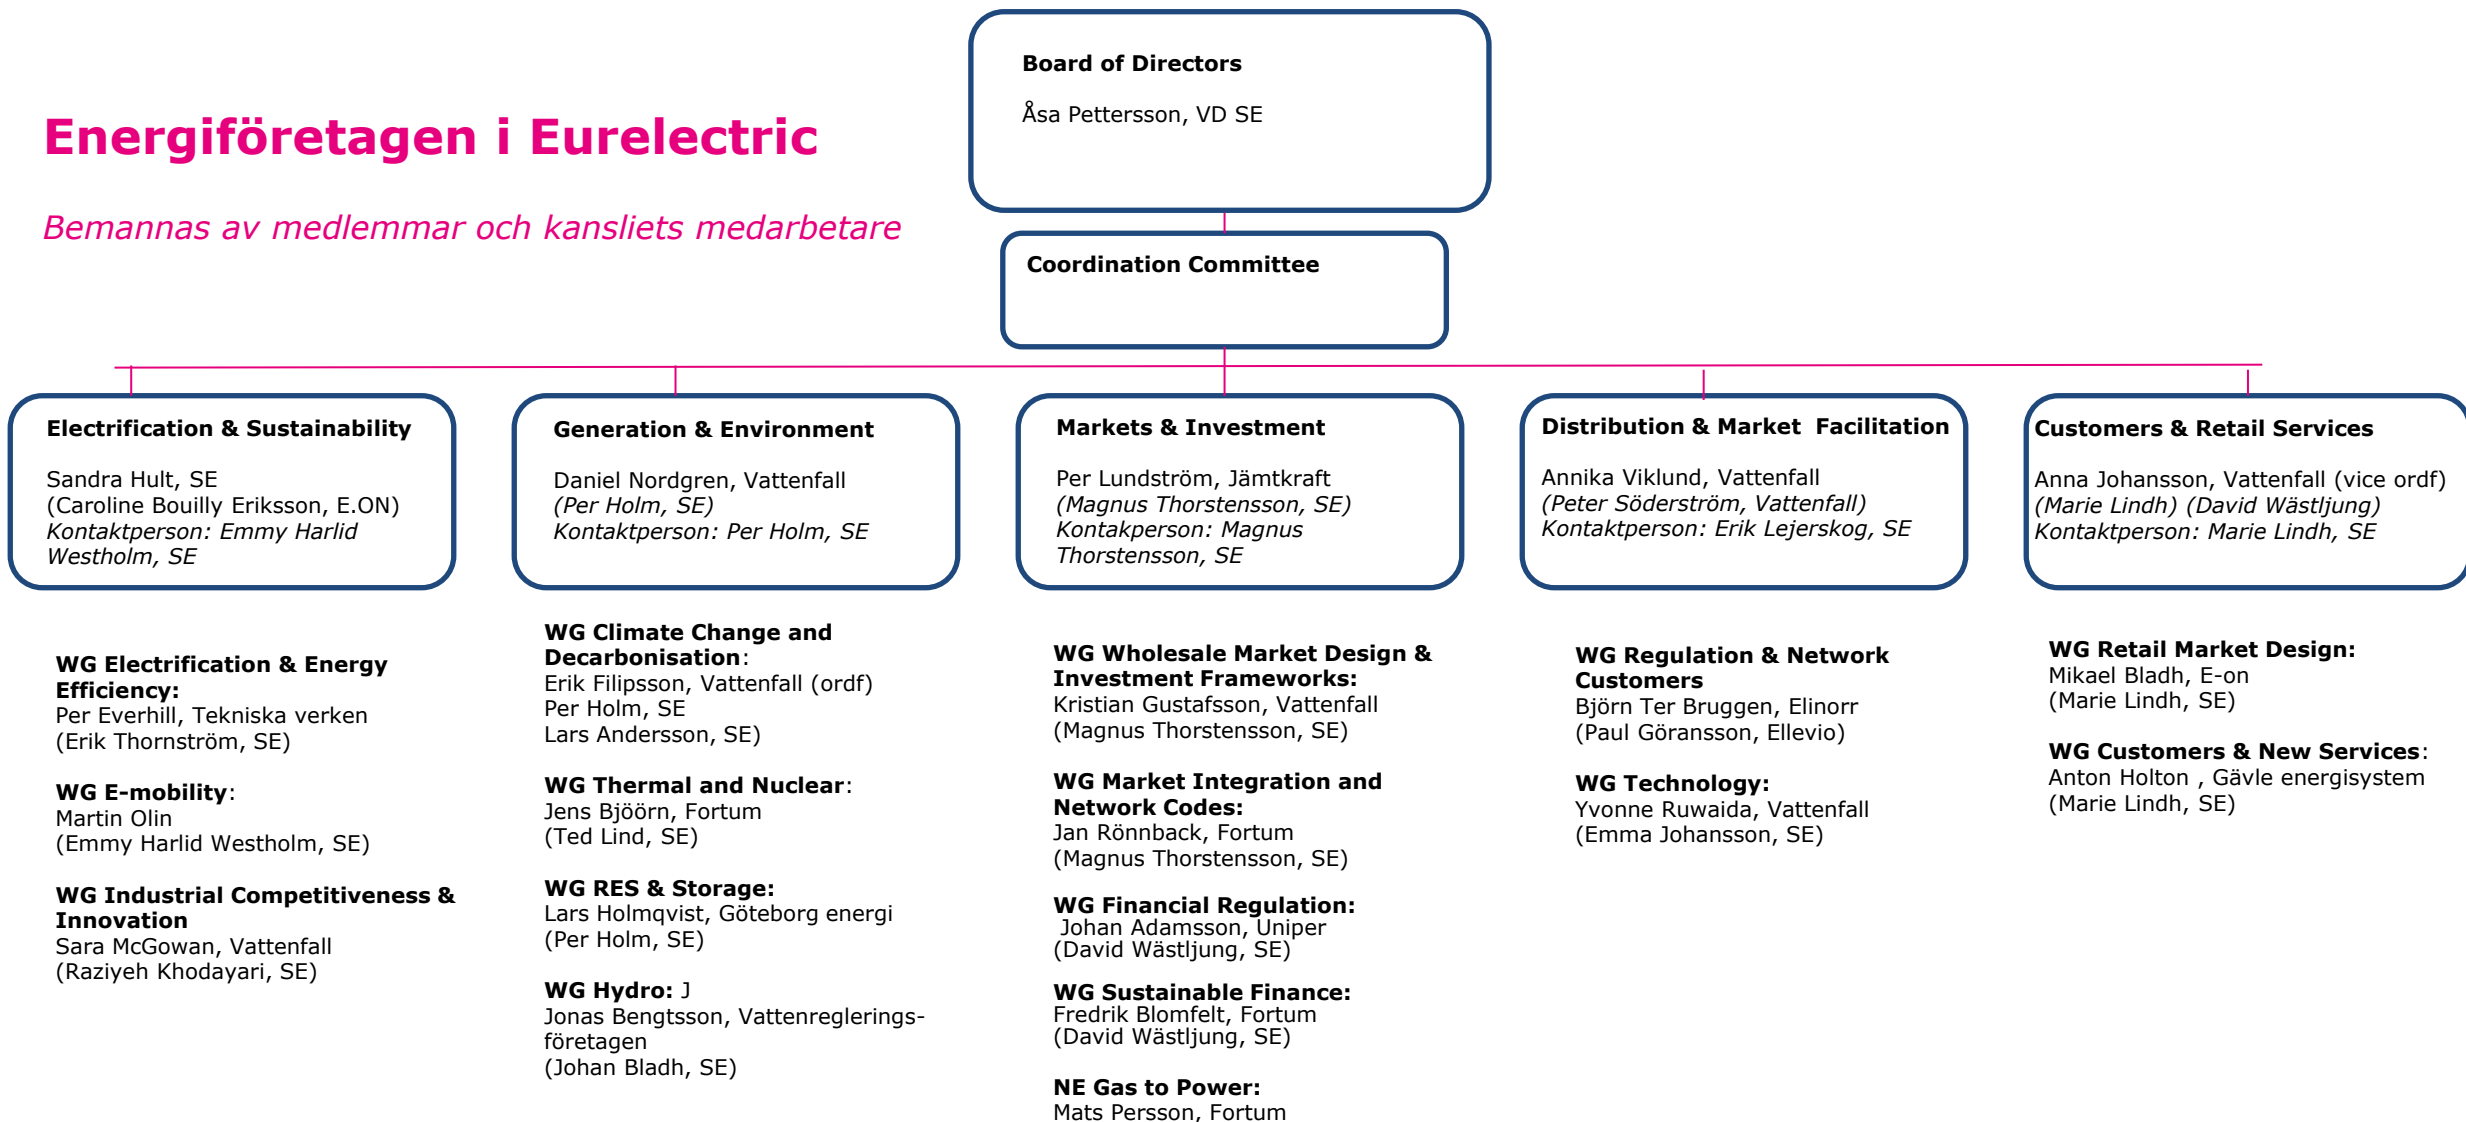 Energiföretagen i Eurelectric
Bemannas av medlemmar och kansliets medarbetare
Board of Directors
Åsa Pettersson, VD SE
Coordination Committee
Electrification & Sustainability
Sandra Hult, SE
(Caroline Bouilly Eriksson, E.ON)
Kontaktperson: Emmy Harlid
Westholm, SE
Generation & Environment
Daniel Nordgren, Vattenfall
(Per Holm, SE)
Kontaktperson: Per Holm, SE
Markets & Investment
Per Lundström, Jämtkraft
(Magnus Thorstensson, SE)
Kontakperson: Magnus
Thorstensson, SE
Distribution & Market  Facilitation
Annika Viklund, Vattenfall
(Peter Söderström, Vattenfall)
Kontaktperson: Erik Lejerskog, SE
Customers & Retail Services
Anna Johansson, Vattenfall (vice ordf)
(Marie Lindh) (David Wästljung)
Kontaktperson: Marie Lindh, SE
WG Electrification & Energy
Efficiency:
Per Everhill, Tekniska verken
(Erik Thornström, SE)
WG E-mobility:
Martin Olin
(Emmy Harlid Westholm, SE)
WG Industrial Competitiveness &
Innovation
Sara McGowan, Vattenfall
(Raziyeh Khodayari, SE)
WG Climate Change and
Decarbonisation:
Erik Filipsson, Vattenfall (ordf)
Per Holm, SE
Lars Andersson, SE)
WG Thermal and Nuclear:
Jens Bjöörn, Fortum
(Ted Lind, SE)
WG RES & Storage:
Lars Holmqvist, Göteborg energi
(Per Holm, SE)
WG Hydro: J
Jonas Bengtsson, Vattenreglerings-
företagen
(Johan Bladh, SE)
WG Wholesale Market Design &
Investment Frameworks:
Kristian Gustafsson, Vattenfall
(Magnus Thorstensson, SE)
WG Market Integration and
Network Codes:
Jan Rönnback, Fortum
(Magnus Thorstensson, SE)
WG Financial Regulation:
Johan Adamsson, Uniper
(David Wästljung, SE)
WG Sustainable Finance:
Fredrik Blomfelt, Fortum
(David Wästljung, SE)
NE Gas to Power:
Mats Persson, Fortum
WG Regulation & Network
Customers
Björn Ter Bruggen, Elinorr
(Paul Göransson, Ellevio)
WG Technology:
Yvonne Ruwaida, Vattenfall
(Emma Johansson, SE)
WG Retail Market Design:
Mikael Bladh, E-on
(Marie Lindh, SE)
WG Customers & New Services:
Anton Holton , Gävle energisystem
(Marie Lindh, SE)